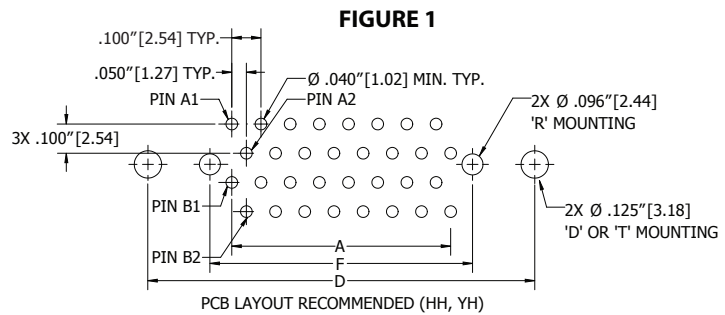 FIGURE 1
.100"[2.54] TYP.
.050"[1.27] TYP.
Ø .040"[1.02] MIN. TYP.
PIN A1
PIN A2
2X Ø .096"[2.44]
'R' MOUNTING
3X .100"[2.54]
PIN B1
2X Ø .125"[3.18]
'D' OR 'T' MOUNTING
PIN B2
A
F
D
PCB LAYOUT RECOMMENDED (HH, YH)